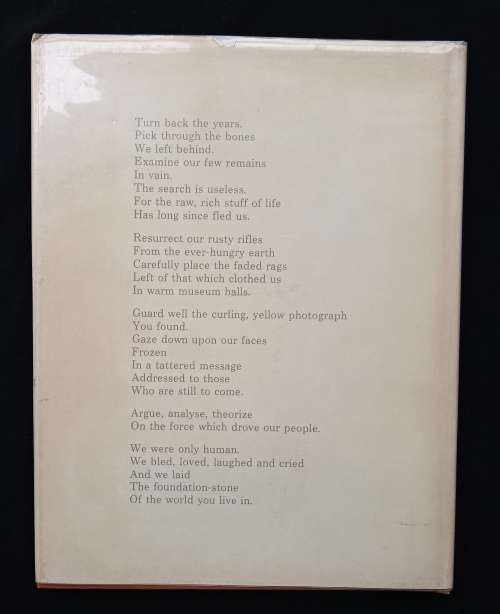 Turn back the years.
Pick through the bones
We left behind.
Examine our few remains
In vain.
The search is useless.
For the raw, rich stuff of life
Has long since fled us.
Resurrect our rusty rifles
From the ever-hungry earth
Carefully place the faded rags
Left of that which clothed us
In warm museum halls.
Guard well the curling, yellow photograph
You found.
Gaze down upon our faces
Frozen
In a tattered message
Addressed to those
Who are still to come.
Argue, analyse, theorize
On the force which drove our people.
We were only human.
We bled, loved, laughed and cried
And we laid
The foundation-stone
Of the world you live in.